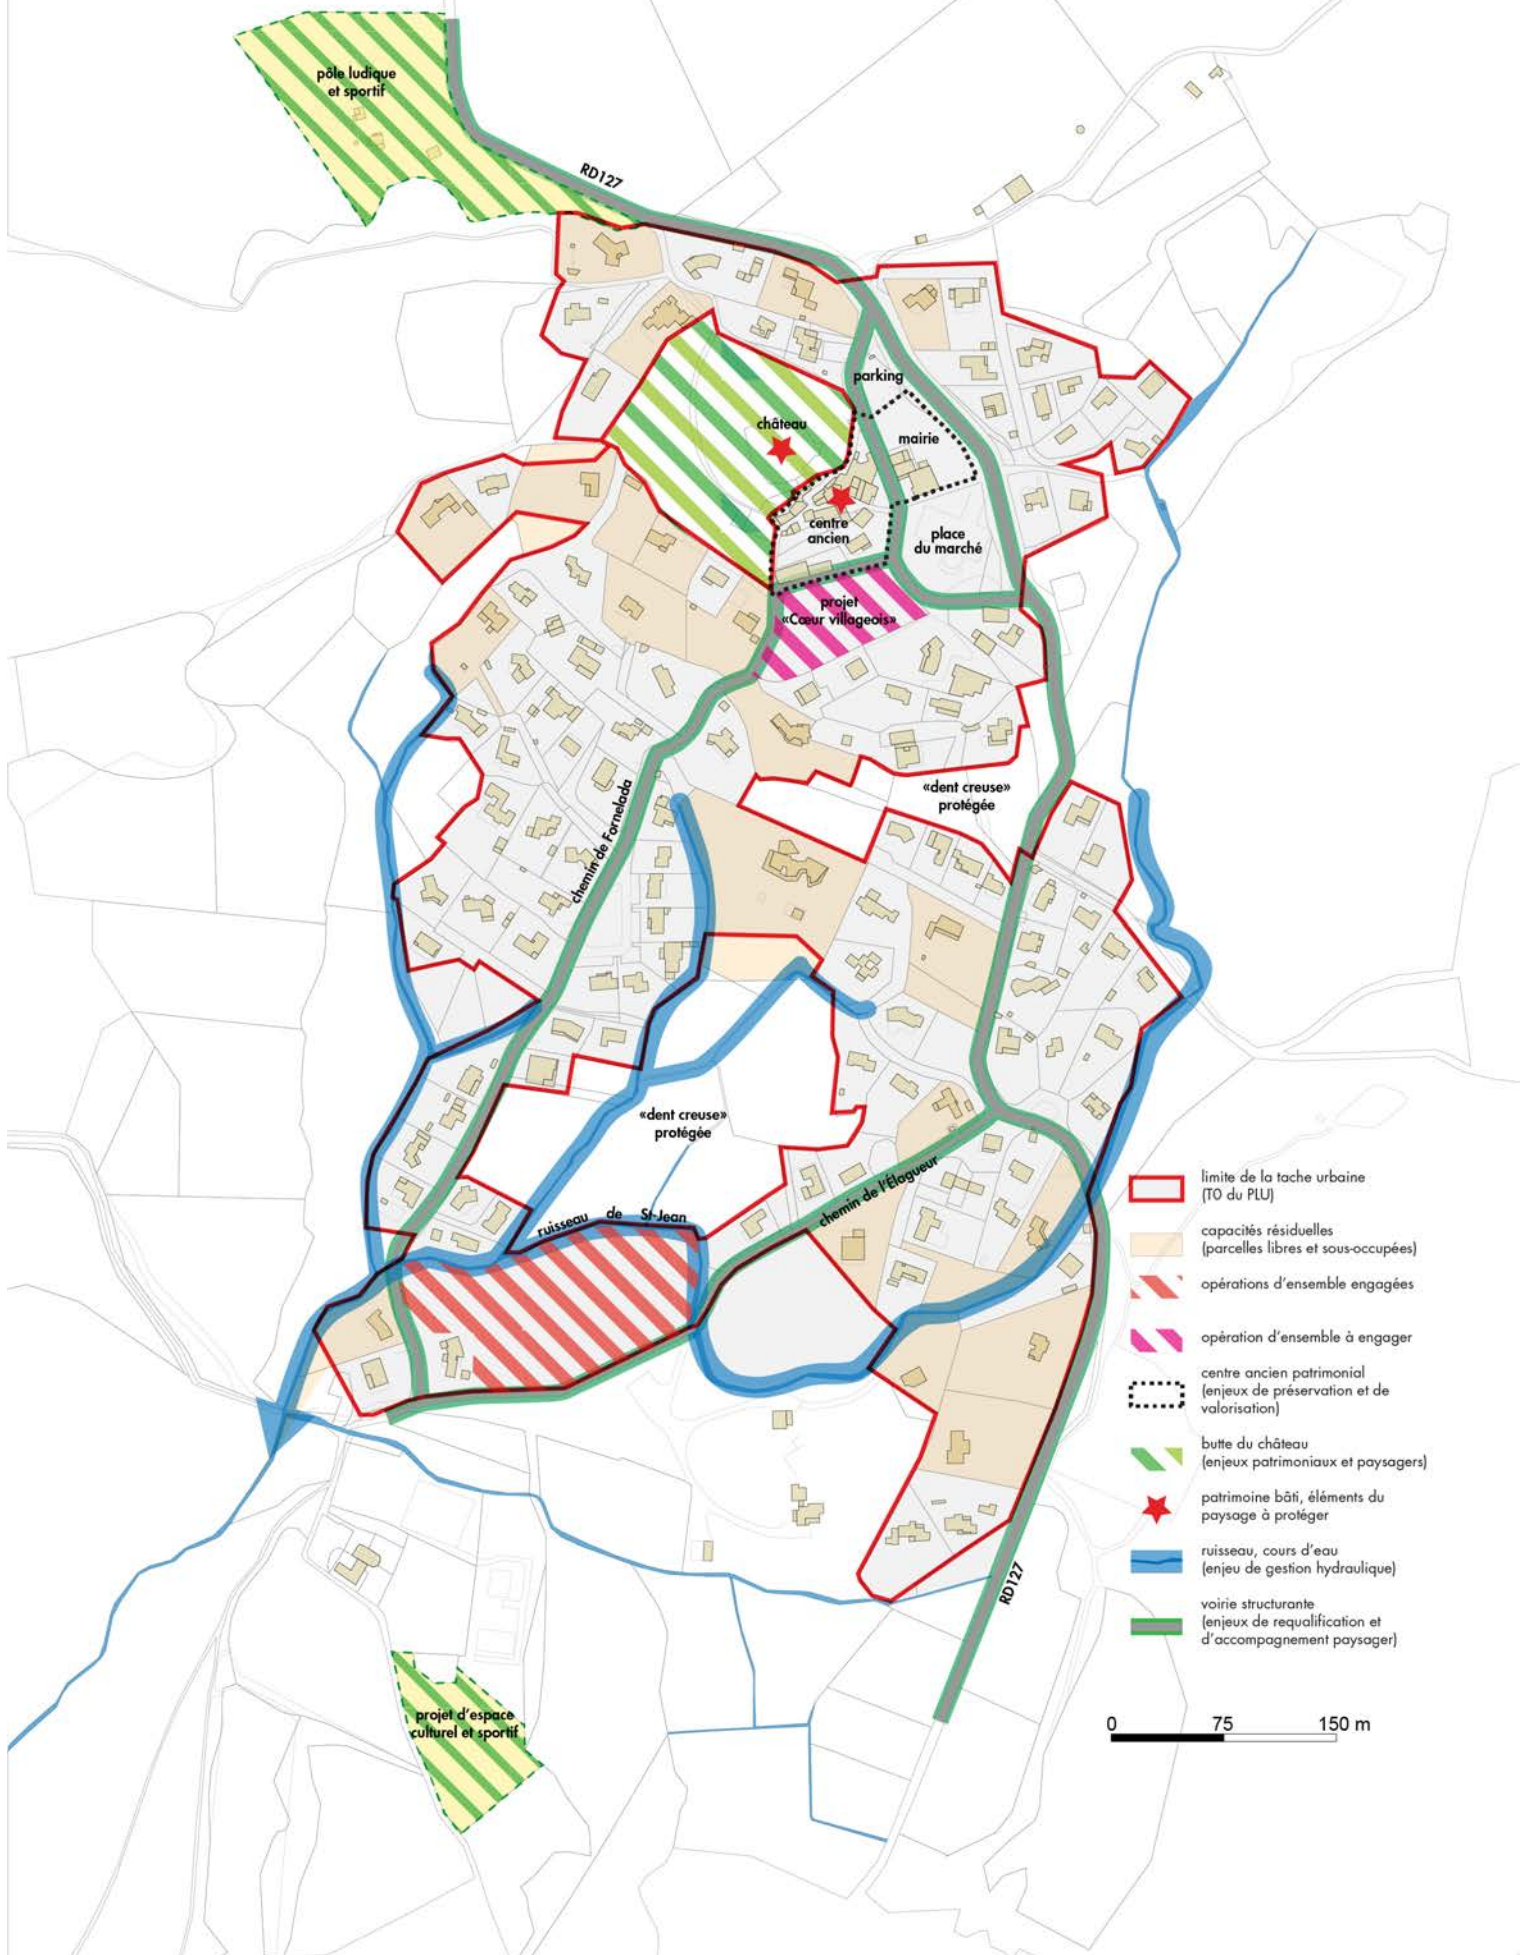 pôle ludique
et sportif
RD127
parking
château
mairie
centre
ancien
place
du marché
projet
«Cœur villageois»
«dent creuse»
protégée
chemin de Fornelada
«dent creuse»
protégée
chemin de l'Élagueur
ruisseau de St-Jean
RD127
projet d'espace
culturel et sportif
limite de la tache urbaine
(T0 du PLU)
capacités résiduelles
(parcelles libres et sous-occupées)
opérations d'ensemble engagées
opération d'ensemble à engager
centre ancien patrimonial
(enjeux de préservation et de
valorisation)
butte du château
(enjeux patrimoniaux et paysagers)
patrimoine bâti, éléments du
paysage à protéger
ruisseau, cours d'eau
(enjeu de gestion hydraulique)
voirie structurante
(enjeux de requalification et
d'accompagnement paysager)
0 75 150 m